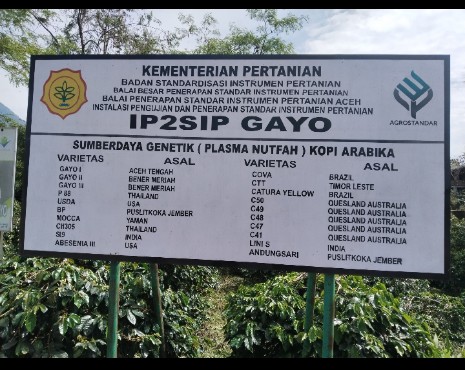 KEMENTERIAN PERTANIAN
BADAN STANDARDISASI INSTRUMEN PERTANIAN
BALAI BESAR PENERAPAN STANDAR INSTRUMEN PERTANIAN
BALAI PENERAPAN STANDAR INSTRUMEN PERTANIAN ACEH
INSTALASI PENGUJIAN DAN PENERAPAN STANDAR INSTRUMEN PERTANIAN
IP2SIP GAYO
AGROSTANDAR
SUMBERDAYA GENETIK ( PLASMA NUTFAH ) KOPI ARABIKA
VARIETAS ASAL VARIETAS ASAL
GAYO I ACEH TENGAH COVA BRAZIL
GAYO II BENER MERIAH CTT TIMOR LESTE
GAYO III BENER MERIAH CATURA YELLOW BRAZIL
P 88 THAILAND C50 QUESLAND AUSTRALIA
USDA USA C49 QUESLAND AUSTRALIA
BP PUSLITKOKA JEMBER C48 QUESLAND AUSTRALIA
MOCCA YAMAN C47 QUESLAND AUSTRALIA
THAILAND C41 QUESLAND AUSTRALIA
INDIA LINI S INDIA
ABESENIA III USA ANDUNGSARI PUSLITKOKA JEMBER